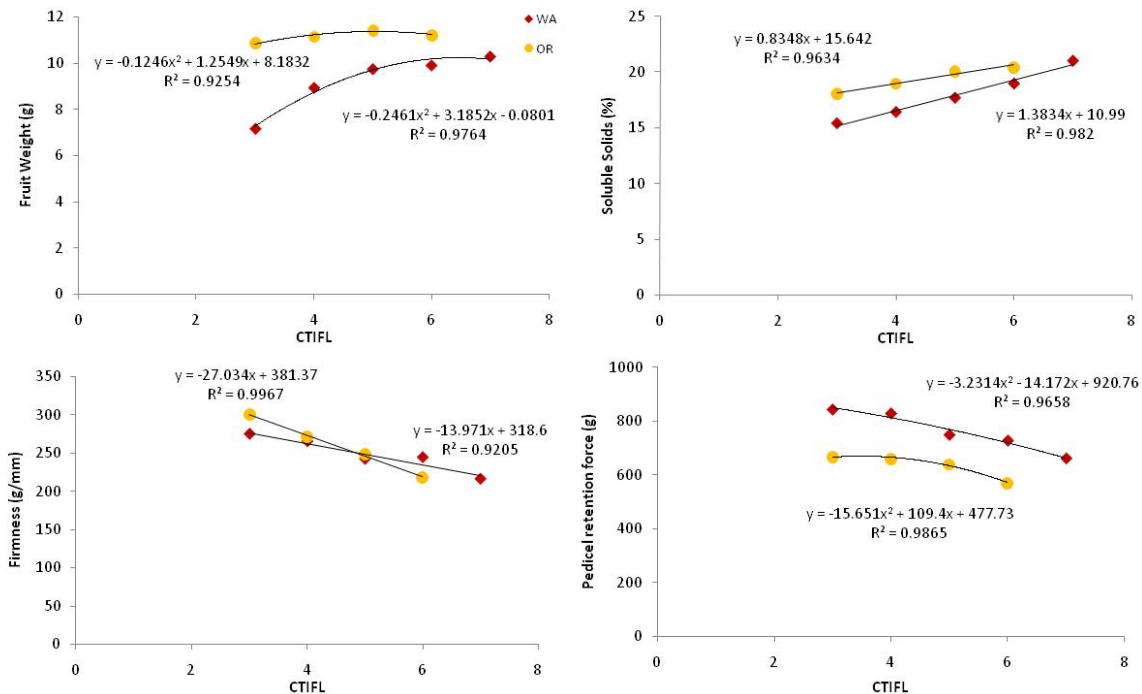 12
10
8
6
4
2
0
0
2
4
6
8
Fruit Weight (g)
CTIFL
WA
OR
y = -0.1246x² + 1.2549x + 8.1832
R² = 0.9254
y = -0.2461x² + 3.1852x - 0.0801
R² = 0.9764
25
20
15
10
5
0
0
2
4
6
8
Soluble Solids (%)
CTIFL
y = 0.8348x + 15.642
R² = 0.9634
1.3834x + 10.99
R² = 0.982
350
300
250
200
150
100
50
0
0
2
4
6
8
Firmness (g/mm)
CTIFL
y = -27.034x + 381.37
R² = 0.9967
y = -13.971x + 318.6
R² = 0.9205
1000
800
600
400
200
0
0
2
4
6
8
Pedicel retention force (g)
CTIFL
y = -3.2314x² - 14.172x + 920.76
R² = 0.9658
y = -15.651x² + 109.4x + 477.73
R² = 0.9865